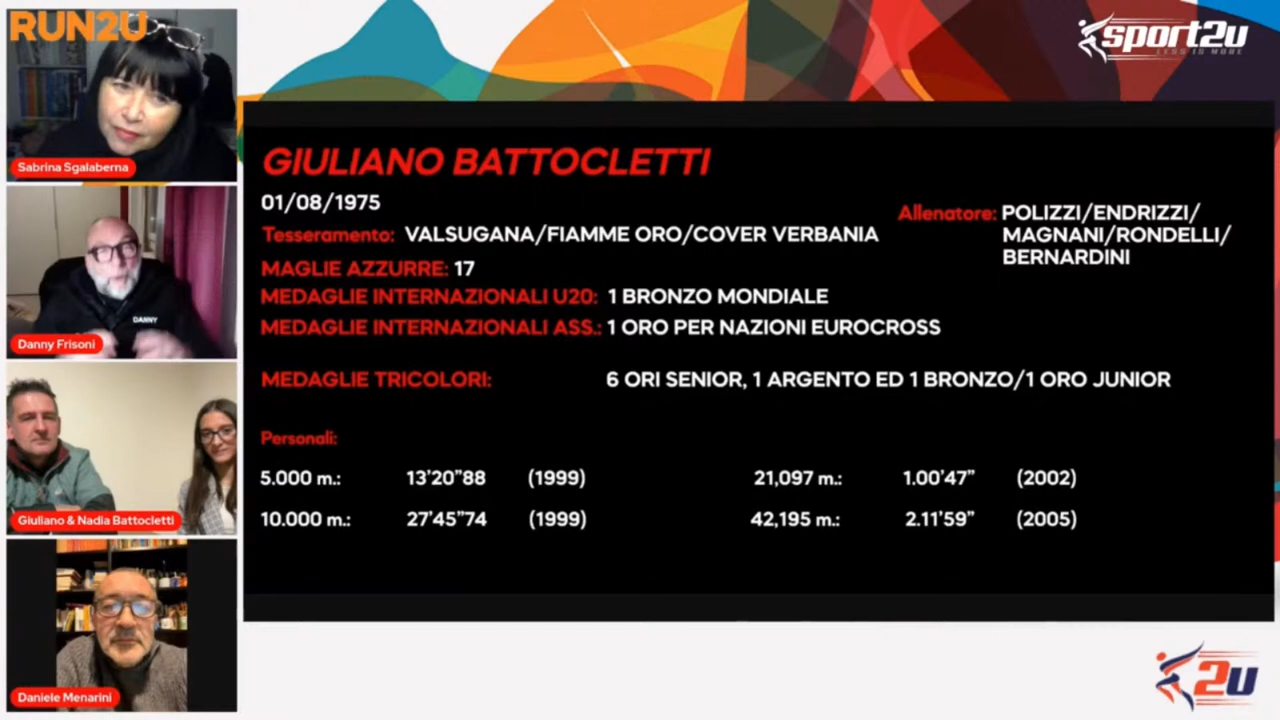 RUN2U
Sabrina Sgalaberna
DANNY
Danny Frisoni
Giuliano & Nadia Battocletti
Daniele Menarini
sport2u
LESS IS MORE
GIULIANO BATTOCLETTI
01/08/1975
Tesseramento: VALSUGANA/FIAMME ORO/COVER VERBANIA
Allenatore: POLIZZI/ENDRIZZI/
MAGNANI/RONDELLI/
BERNARDINI
MAGLIE AZZURRE: 17
MEDAGLIE INTERNAZIONALI U20: 1 BRONZO MONDIALE
MEDAGLIE INTERNAZIONALI ASS.: 1 ORO PER NAZIONI EUROCROSS
MEDAGLIE TRICOLORI: 6 ORI SENIOR, 1 ARGENTO ED 1 BRONZO/1 ORO JUNIOR
Personali:
5.000 m.: 13'20"88 (1999) 21,097 m.: 1.00'47" (2002)
10.000 m.: 27'45"74 (1999) 42,195 m.: 2.11'59" (2005)
2u